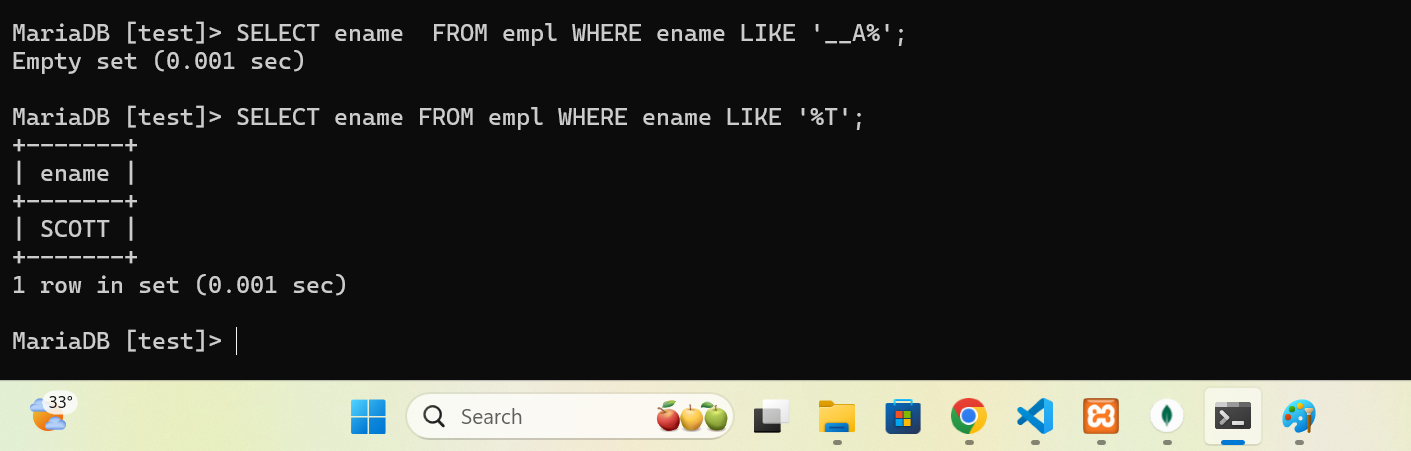 MariaDB [test]> SELECT ename  FROM empl WHERE ename LIKE '__A%';
Empty set (0.001 sec)
MariaDB [test]> SELECT ename FROM empl WHERE ename LIKE '%T';
+-------+
| ename |
+-------+
| SCOTT |
+-------+
1 row in set (0.001 sec)
MariaDB [test]>
33°
Search